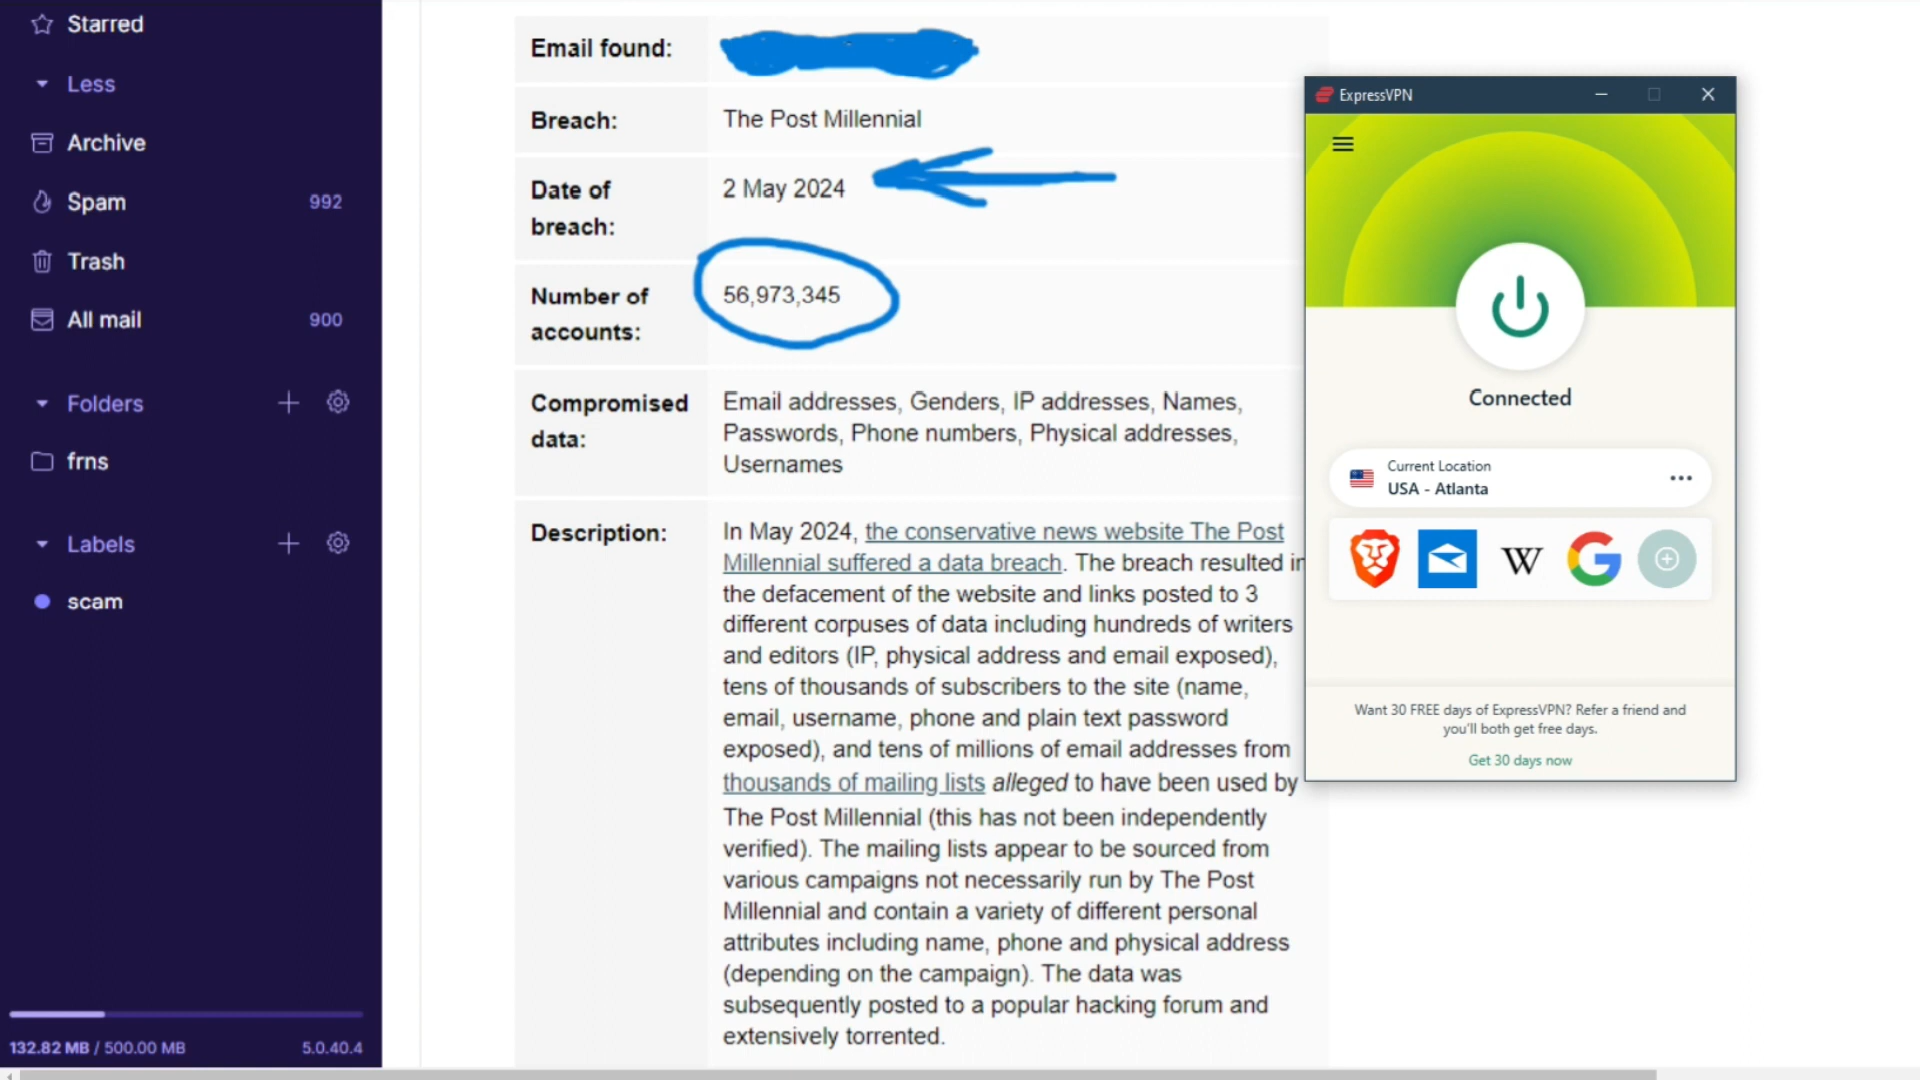 Starred
Less
Archive
Spam 992
Trash
All mail 900
Folders
frns
Labels
scam
132.82 MB / 500.00 MB 5.0.40.4
Email found:
Breach: The Post Millennial
Date of breach: 2 May 2024
Number of accounts: 56,973,345
Compromised data:
Email addresses, Genders, IP addresses, Names,
Passwords, Phone numbers, Physical addresses,
Usernames
Description:
In May 2024, the conservative news website The Post
Millennial suffered a data breach. The breach resulted in
the defacement of the website and links posted to 3
different corpuses of data including hundreds of writers
and editors (IP, physical address and email exposed),
tens of thousands of subscribers to the site (name,
email, username, phone and plain text password
exposed), and tens of millions of email addresses from
thousands of mailing lists alleged to have been used by
The Post Millennial (this has not been independently
verified). The mailing lists appear to be sourced from
various campaigns not necessarily run by The Post
Millennial and contain a variety of different personal
attributes including name, phone and physical address
(depending on the campaign). The data was
subsequently posted to a popular hacking forum and
extensively torrented.
ExpressVPN
Connected
Current Location
USA - Atlanta
W
G
Want 30 FREE days of ExpressVPN? Refer a friend and
you'll both get free days.
Get 30 days now